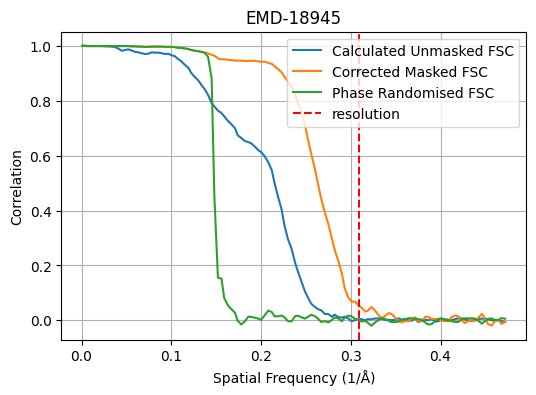 EMD-18945
Calculated Unmasked FSC
Corrected Masked FSC
Phase Randomised FSC
resolution
Correlation
1.0
0.8
0.6
0.4
0.2
0.0
0.0 0.1 0.2 0.3 0.4
Spatial Frequency (1/Å)